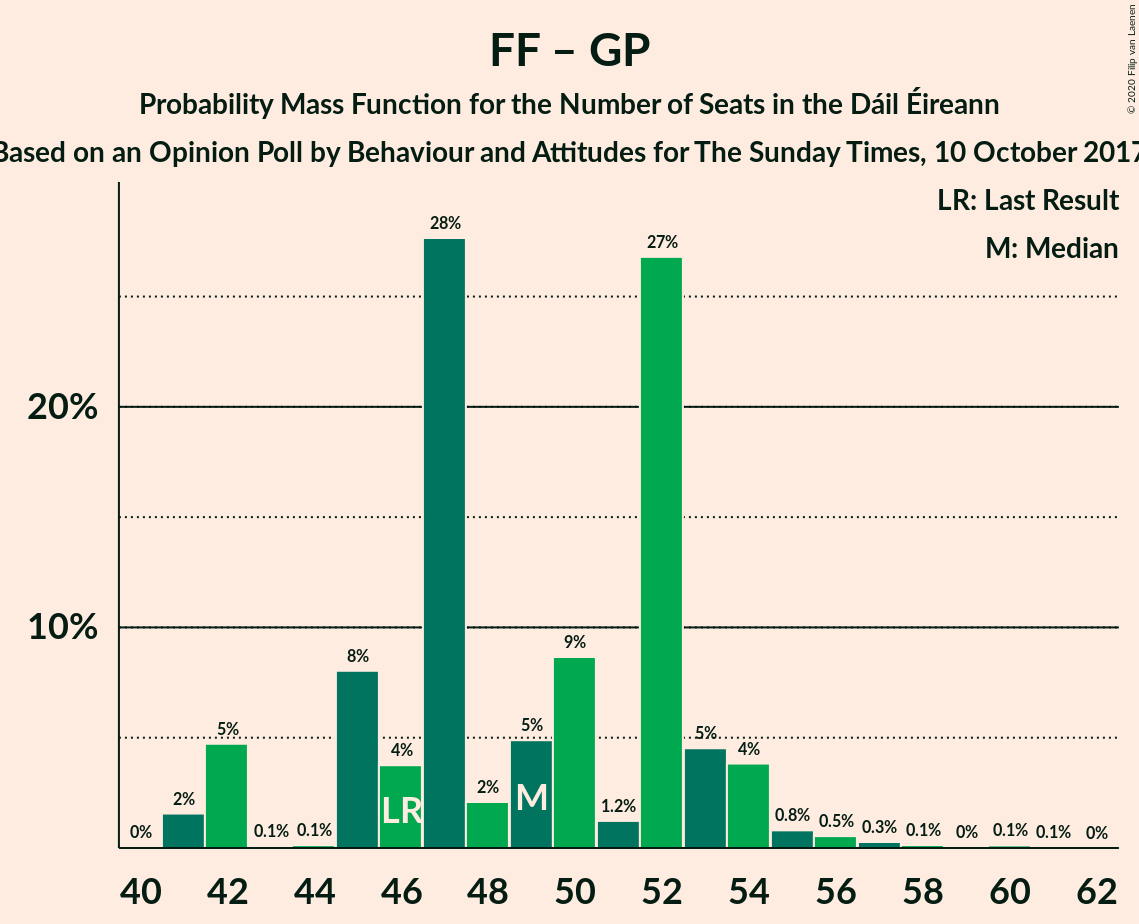 FF – GP
Probability Mass Function for the Number of Seats in the Dáil Éireann
Based on an Opinion Poll by Behaviour and Attitudes for The Sunday Times, 10 October 2017
© 2020 Filip van Laenen
LR: Last Result
M: Median
28%
27%
20%
10%
9%
8%
5%
5%
5%
4%
4%
2%
2%
1.2%
0.8%
0.5%
0.3%
0% 0.1% 0.1% 0.1% 0% 0.1% 0.1% 0%
LR
M
40 42 44 46 48 50 52 54 56 58 60 62